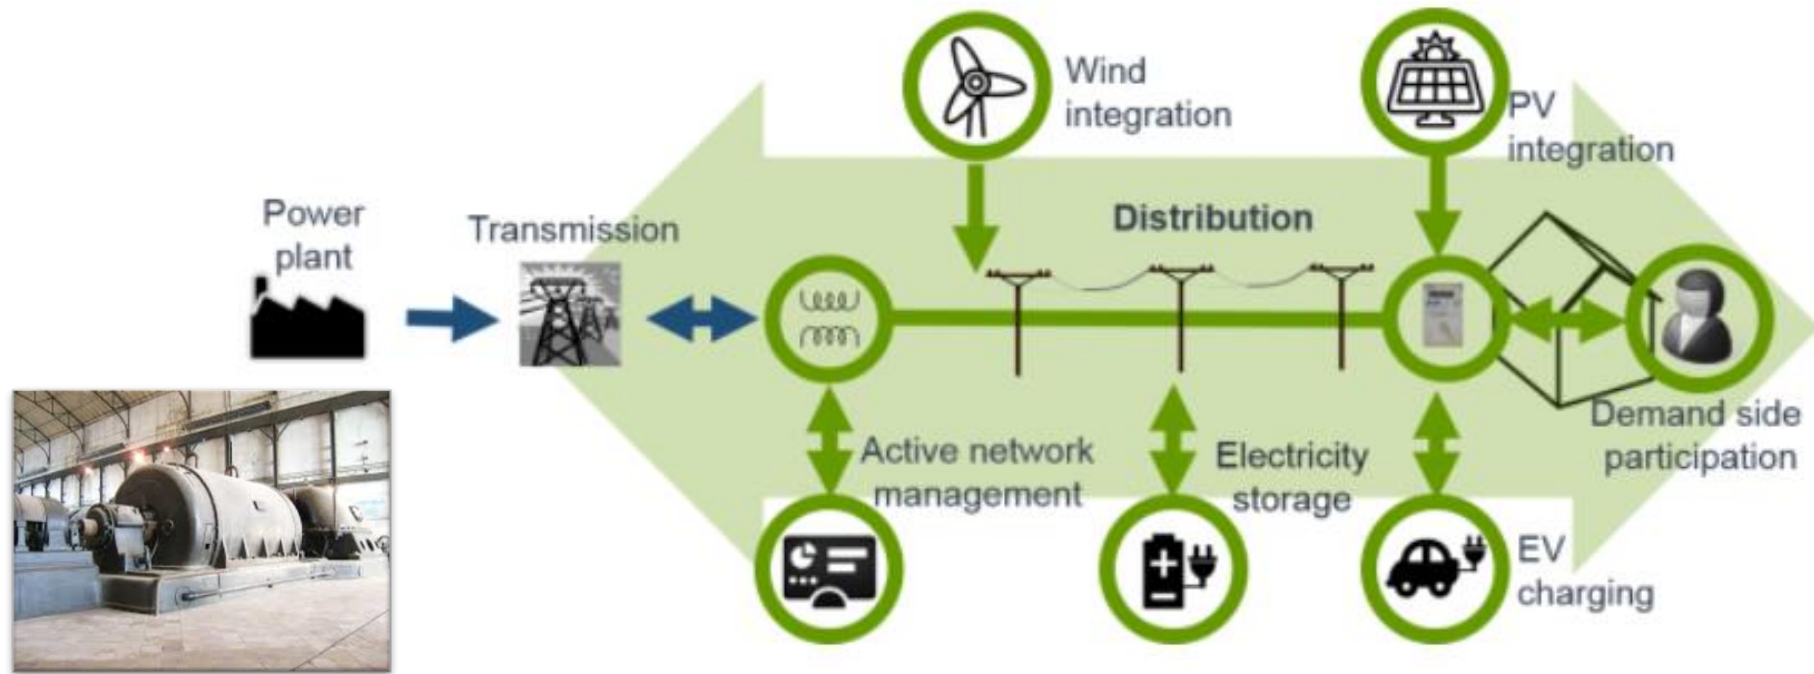 Wind
integration
PV
integration
Power
plant
Transmission
Distribution
Active network
management
Electricity
storage
Demand side
participation
EV
charging